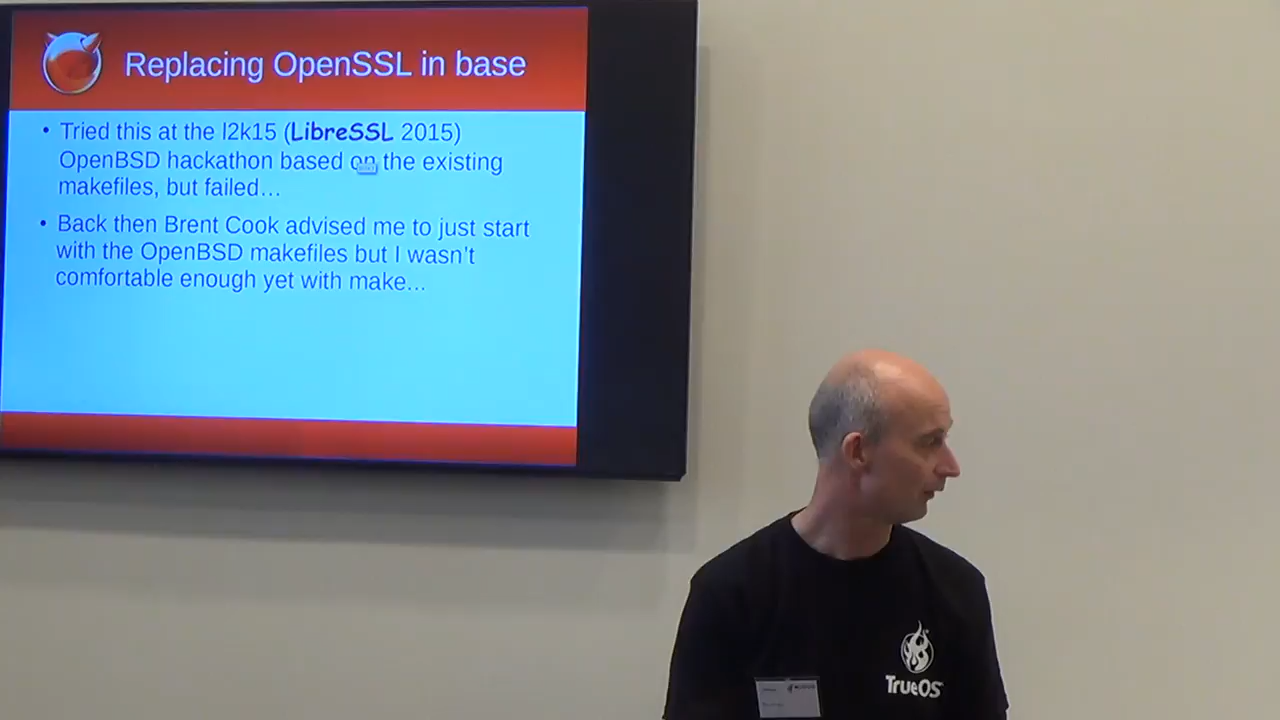 Replacing OpenSSL in base
• Tried this at the l2k15 (LibreSSL 2015)
OpenBSD hackathon based on the existing
makefiles, but failed…
• Back then Brent Cook advised me to just start
with the OpenBSD makefiles but I wasn't
comfortable enough yet with make…
TrueOS